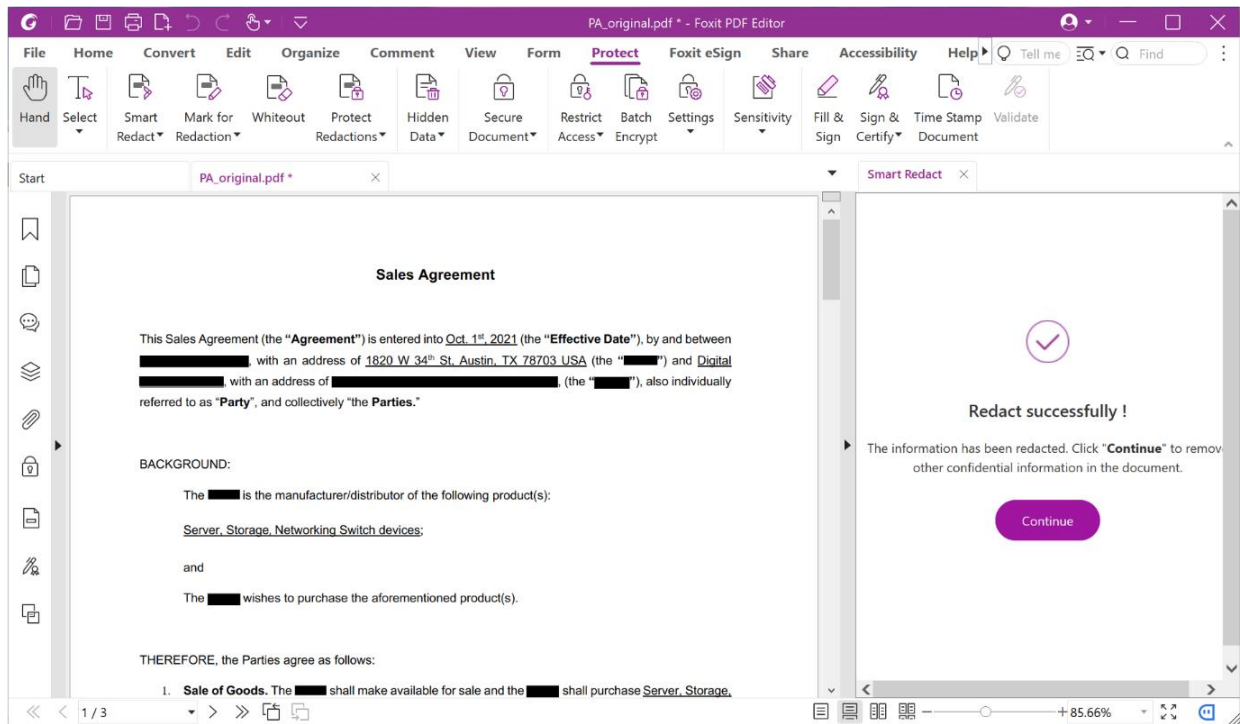 PA_original.pdf * - Foxit PDF Editor
File Home Convert Edit Organize Comment View Form Protect Foxit eSign Share Accessibility Help Tell me Find
Hand Select Smart Redact Mark for Redaction Whiteout Protect Redactions Hidden Data Secure Document Restrict Access Batch Encrypt Settings Sensitivity Fill & Sign Sign & Certify Time Stamp Document Validate
Start PA_original.pdf * Smart Redact
Sales Agreement
This Sales Agreement (the “Agreement”) is entered into Oct. 1st, 2021 (the “Effective Date”), by and between
, with an address of 1820 W 34th St. Austin, TX 78703 USA (the “ ”) and Digital
, with an address of , (the “ ”), also individually
referred to as “Party”, and collectively “the Parties.”
BACKGROUND:
The is the manufacturer/distributor of the following product(s):
Server, Storage, Networking Switch devices;
and
The wishes to purchase the aforementioned product(s).
THEREFORE, the Parties agree as follows:
1. Sale of Goods. The shall make available for sale and the shall purchase Server, Storage,
Redact successfully !
The information has been redacted. Click "Continue" to remov
other confidential information in the document.
Continue
1 / 3
85.66%